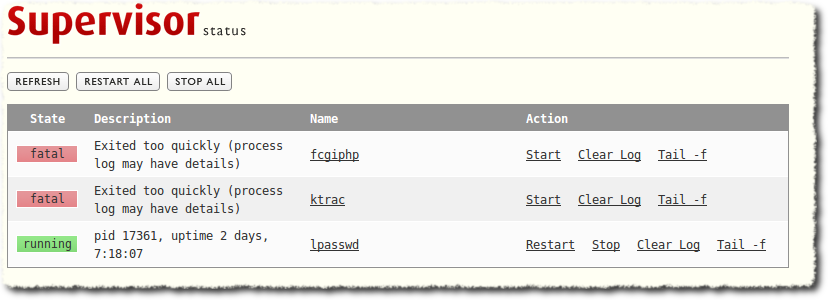 Supervisor status
REFRESH RESTART ALL STOP ALL
State Description Name Action
fatal Exited too quickly (process log may have details) fcgiphp Start Clear Log Tail -f
fatal Exited too quickly (process log may have details) ktrac Start Clear Log Tail -f
running pid 17361, uptime 2 days, 7:18:07 lpasswd Restart Stop Clear Log Tail -f